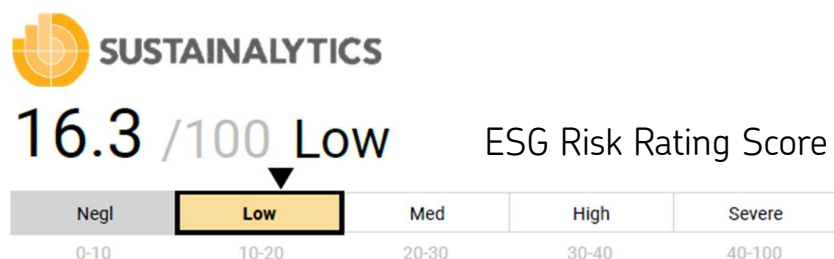 SUSTAINALYTICS
16.3 /100 Low ESG Risk Rating Score
Negl Low Med High Severe
0-10 10-20 20-30 30-40 40-100